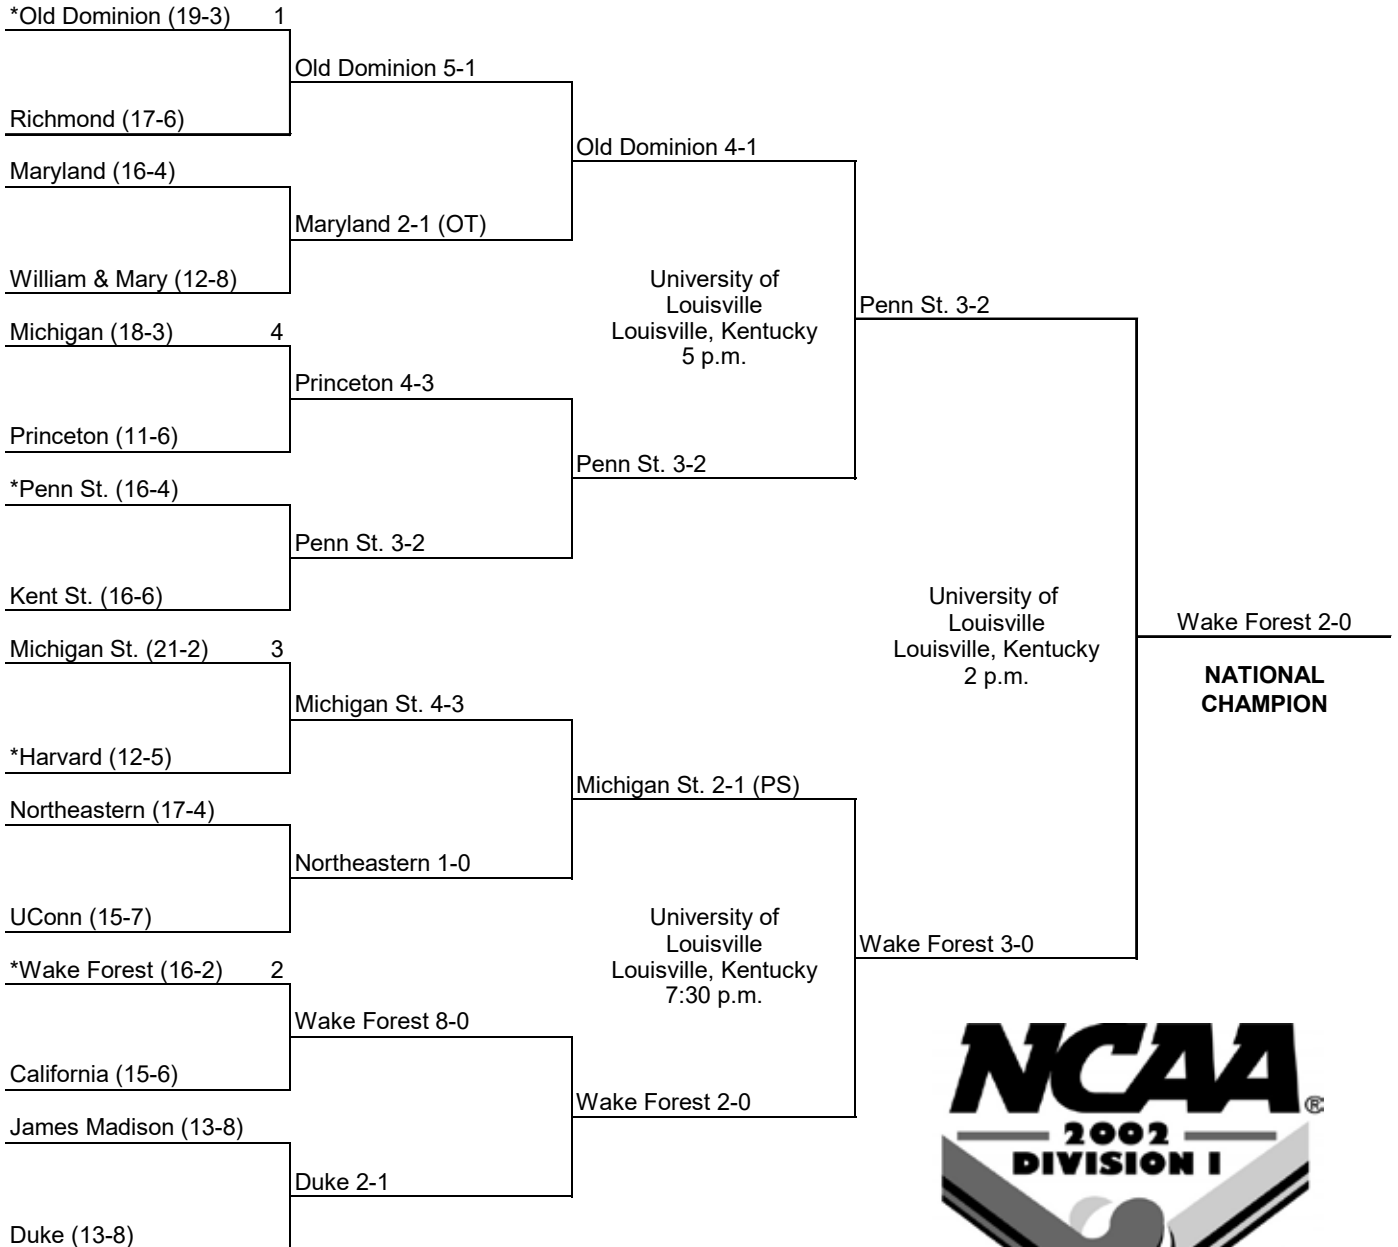 *Old Dominion (19-3) 1
Old Dominion 5-1
Richmond (17-6)
Old Dominion 4-1
Maryland (16-4)
Maryland 2-1 (OT)
William & Mary (12-8)
University of
Louisville
Louisville, Kentucky
5 p.m.
Penn St. 3-2
Michigan (18-3) 4
Princeton 4-3
Princeton (11-6)
Penn St. 3-2
*Penn St. (16-4)
Penn St. 3-2
Kent St. (16-6)
University of
Louisville
Louisville, Kentucky
2 p.m.
Wake Forest 2-0
NATIONAL
CHAMPION
Michigan St. (21-2) 3
Michigan St. 4-3
*Harvard (12-5)
Michigan St. 2-1 (PS)
Northeastern (17-4)
Northeastern 1-0
UConn (15-7)
University of
Louisville
Louisville, Kentucky
7:30 p.m.
Wake Forest 3-0
*Wake Forest (16-2) 2
Wake Forest 8-0
California (15-6)
Wake Forest 2-0
James Madison (13-8)
Duke 2-1
Duke (13-8)
NCAA®
2002
DIVISION I